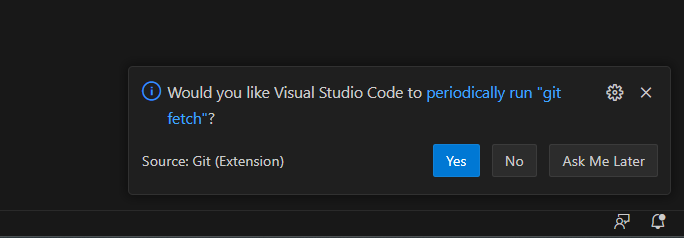 Would you like Visual Studio Code to periodically run "git
fetch"?
Source: Git (Extension)
Yes
No
Ask Me Later